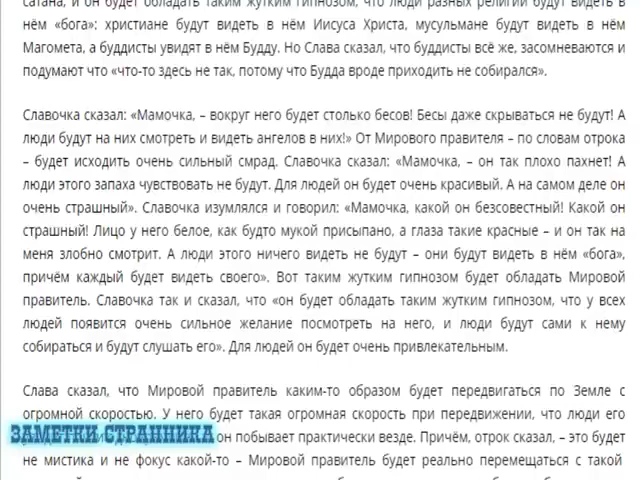 сатана, и он будет обладать таким жутким гипнозом, что люди разных религий будут видеть в
нём «бога»: христиане будут видеть в нём Иисуса Христа, мусульмане будут видеть в нём
Магомета, а буддисты увидят в нём Будду. Но Слава сказал, что буддисты всё же, засомневаются и
подумают что «что-то здесь не так, потому что Будда вроде приходить не собирался».
Славочка сказал: «Мамочка, – вокруг него будет столько бесов! Бесы даже скрываться не будут! А
люди будут на них смотреть и видеть ангелов в них!» От Мирового правителя – по словам отрока
– будет исходить очень сильный смрад. Славочка сказал: «Мамочка, – он так плохо пахнет! А
люди этого запаха чувствовать не будут. Для людей он будет очень красивый. А на самом деле он
очень страшный». Славочка изумлялся и говорил: «Мамочка, какой он безсовестный! Какой он
страшный! Лицо у него белое, как будто мукой присыпано, а глаза такие красные – и он так на
меня злобно смотрит. А люди этого ничего видеть не будут – они будут видеть в нём «бога»,
причём каждый будет видеть своего». Вот таким жутким гипнозом будет обладать Мировой
правитель. Славочка так и сказал, что «он будет обладать таким жутким гипнозом, что у всех
людей появится очень сильное желание посмотреть на него, и люди будут сами к нему
собираться и будут слушать его». Для людей он будет очень привлекательным.
Слава сказал, что Мировой правитель каким-то образом будет передвигаться по Земле с
огромной скоростью. У него будет такая огромная скорость при передвижении, что люди его
ЗАМЕТКИ СТРАННИКА
он побывает практически везде. Причём, отрок сказал, – это будет
не мистика и не фокус какой-то – Мировой правитель будет реально перемещаться с такой